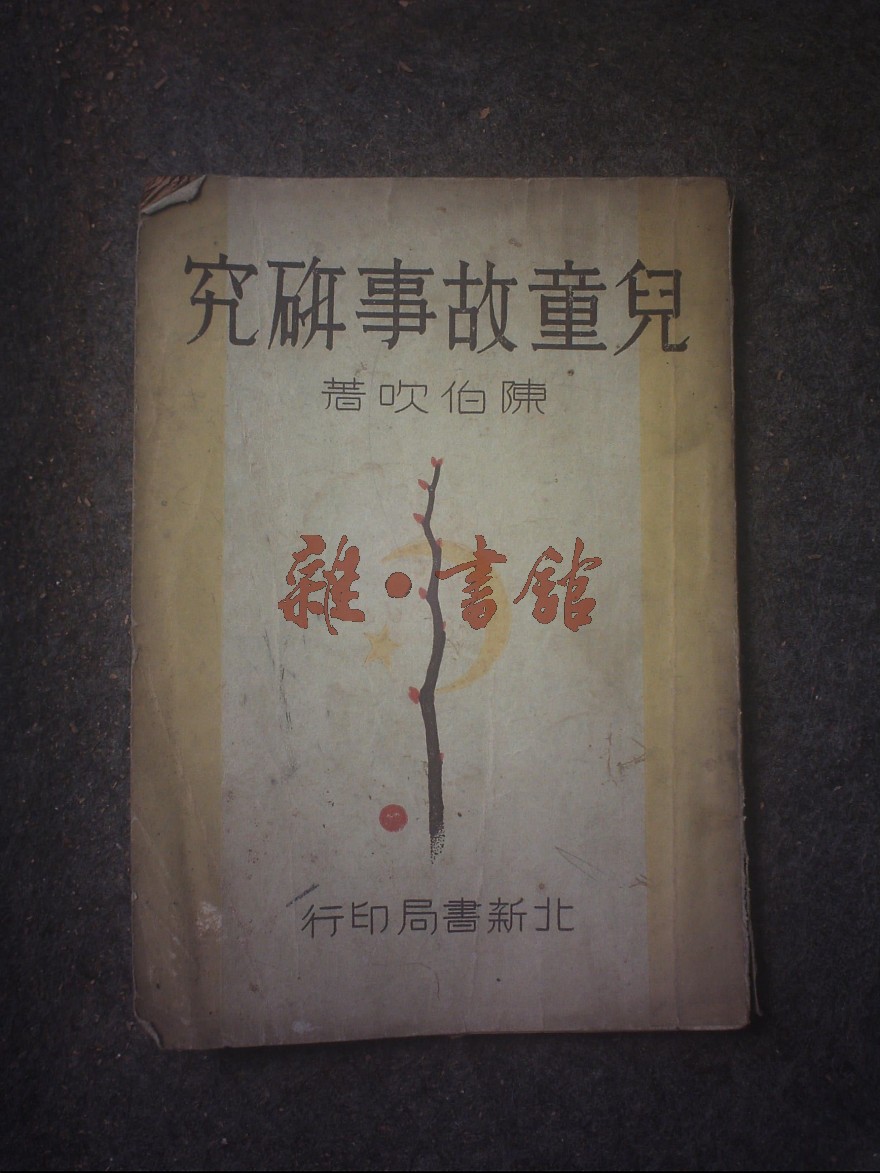 兒童故事研究
陳伯吹著
雜·書館
北新書局印行